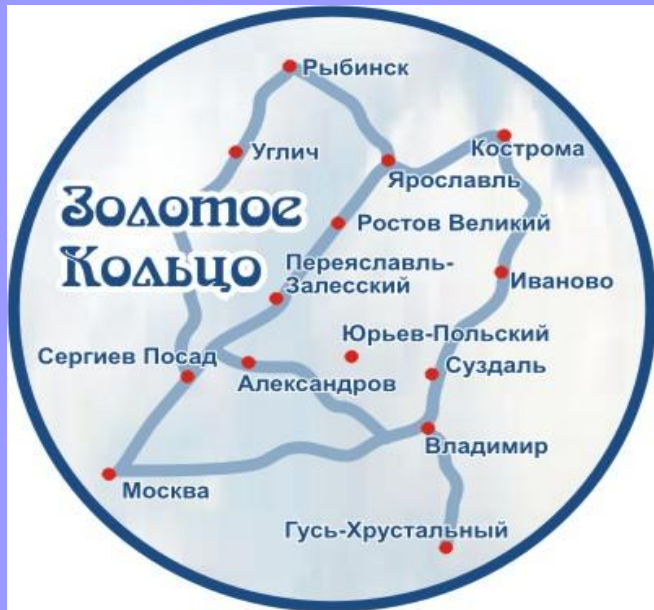 Рыбинск
Углич
Кострома
Ярославль
Золотое
Кольцо
Ростов Великий
Переяславль-
Залесский
Иваново
Юрьев-Польский
Сергиев Посад
Александров
Суздаль
Владимир
Москва
Гусь-Хрустальный